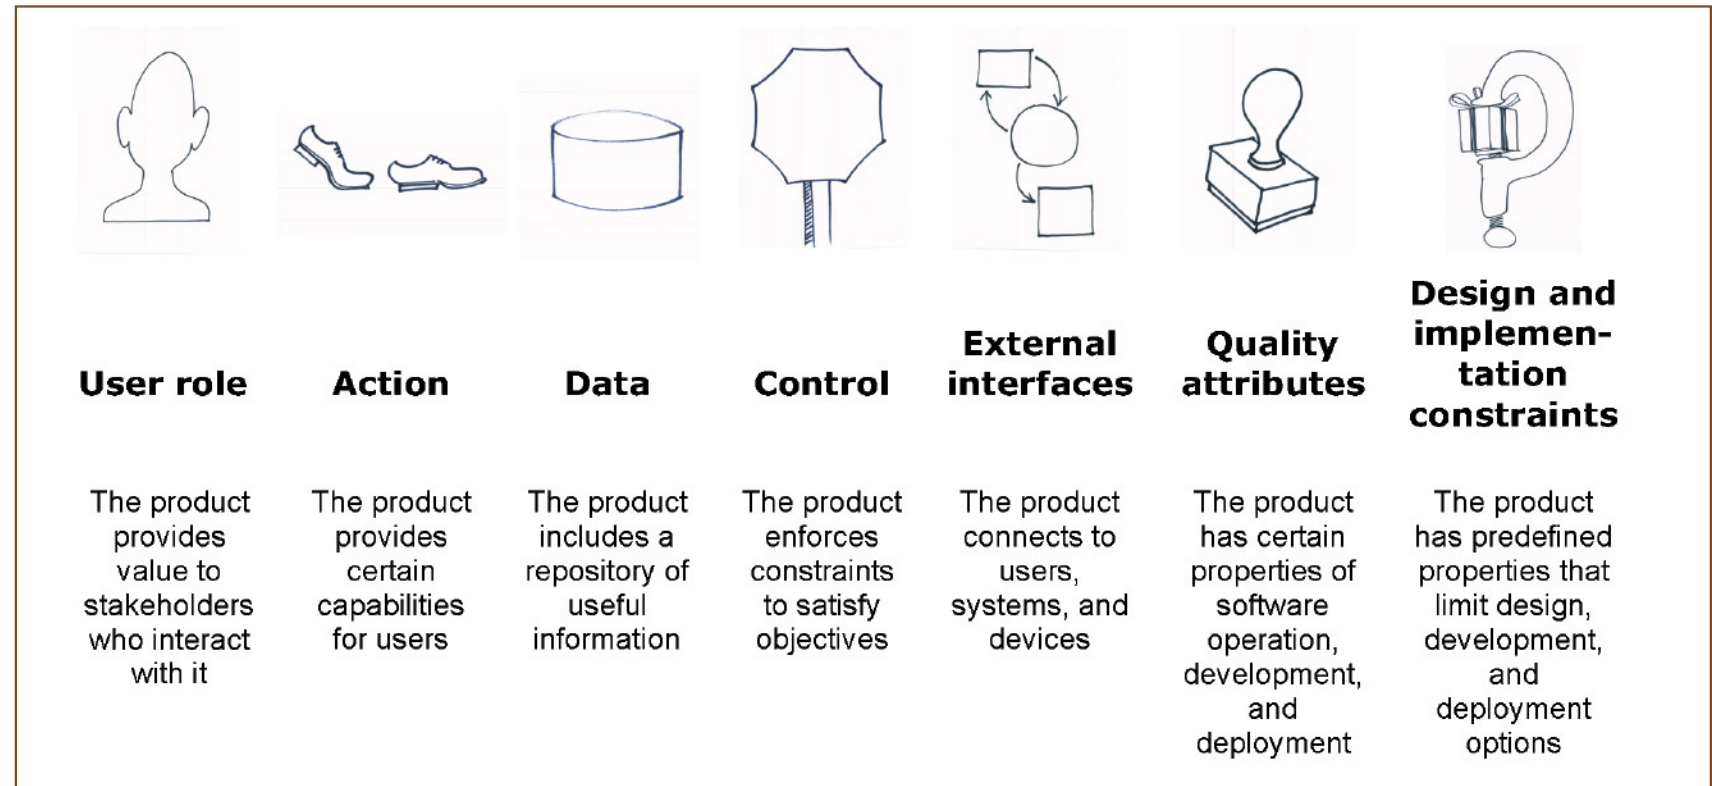 User role
The product
provides
value to
stakeholders
who interact
with it
Action
The product
provides
certain
capabilities
for users
Data
The product
includes a
repository of
useful
information
Control
The product
enforces
constraints
to satisfy
objectives
External
interfaces
The product
connects to
users,
systems, and
devices
Quality
attributes
The product
has certain
properties of
software
operation,
development,
and
deployment
Design and
implemen-
tation
constraints
The product
has predefined
properties that
limit design,
development,
and
deployment
options